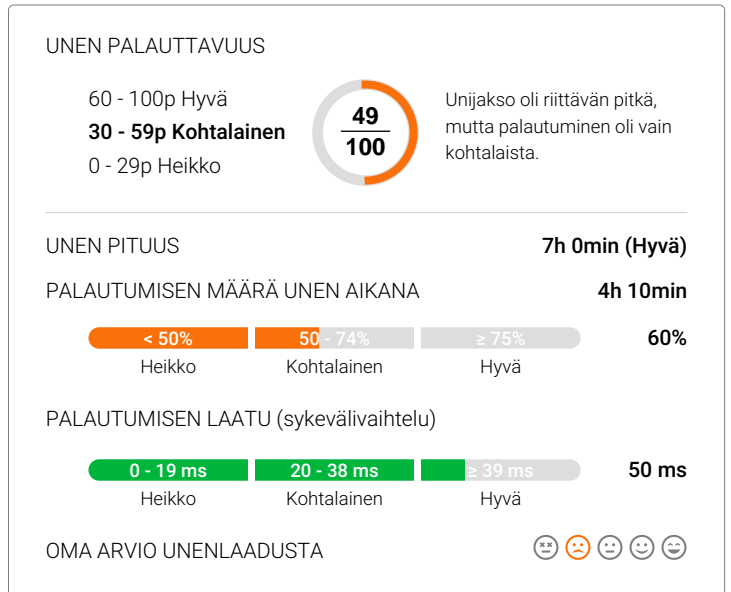 UNEN PALAUTTAVUUS
60 - 100p Hyvä
30 - 59p Kohtalainen
0 - 29p Heikko
49
100
Unijakso oli riittävän pitkä,
mutta palautuminen oli vain
kohtalaista.
UNEN PITUUS 7h 0min (Hyvä)
PALAUTUMISEN MÄÄRÄ UNEN AIKANA 4h 10min
< 50% 50 - 74% ≥ 75% 60%
Heikko Kohtalainen Hyvä
PALAUTUMISEN LAATU (sykevälivaihtelu)
0 - 19 ms 20 - 38 ms ≥ 39 ms 50 ms
Heikko Kohtalainen Hyvä
OMA ARVIO UNENLAADUSTA